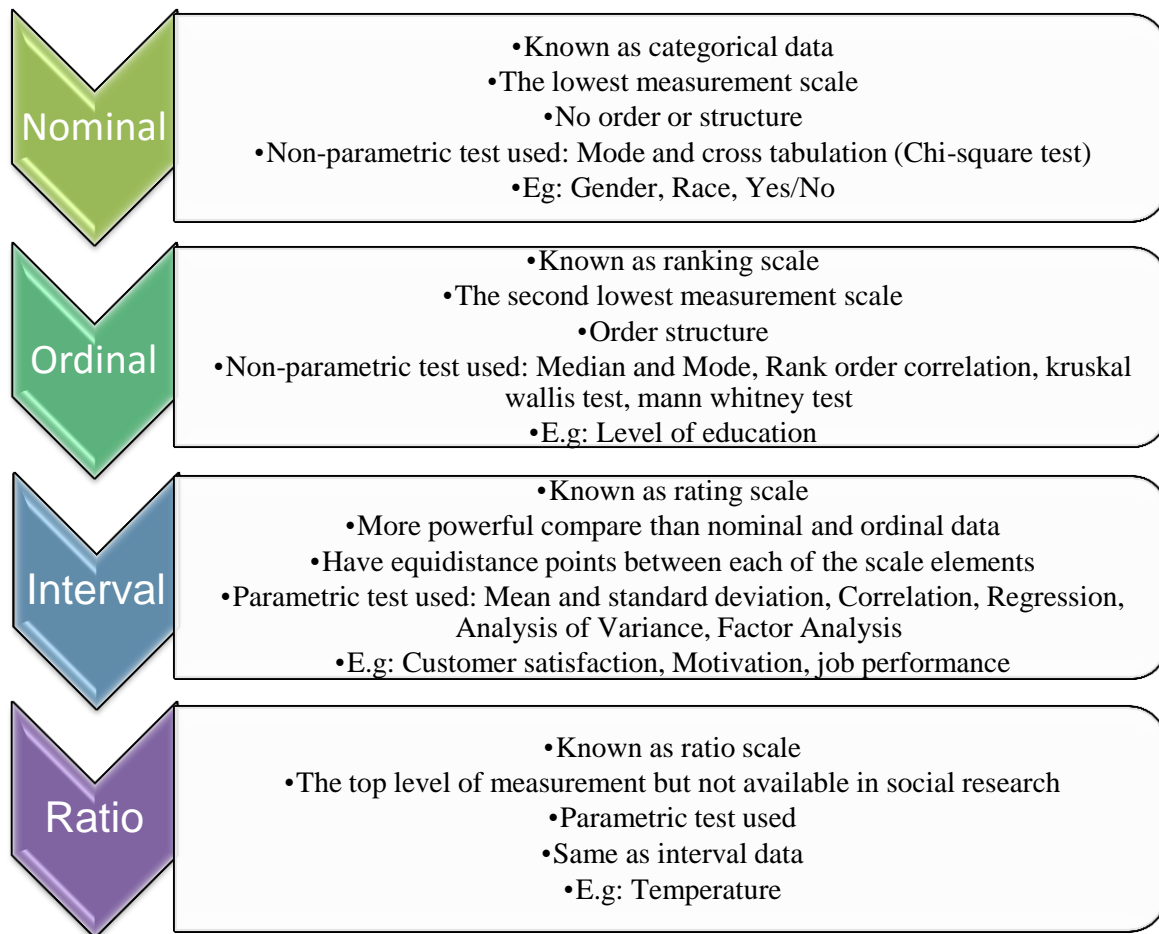 Nominal
•Known as categorical data
•The lowest measurement scale
•No order or structure
•Non-parametric test used: Mode and cross tabulation (Chi-square test)
•Eg: Gender, Race, Yes/No
Ordinal
•Known as ranking scale
•The second lowest measurement scale
•Order structure
•Non-parametric test used: Median and Mode, Rank order correlation, kruskal
wallis test, mann whitney test
•E.g: Level of education
Interval
•Known as rating scale
•More powerful compare than nominal and ordinal data
•Have equidistance points between each of the scale elements
•Parametric test used: Mean and standard deviation, Correlation, Regression,
Analysis of Variance, Factor Analysis
•E.g: Customer satisfaction, Motivation, job performance
Ratio
•Known as ratio scale
•The top level of measurement but not available in social research
•Parametric test used
•Same as interval data
•E.g: Temperature